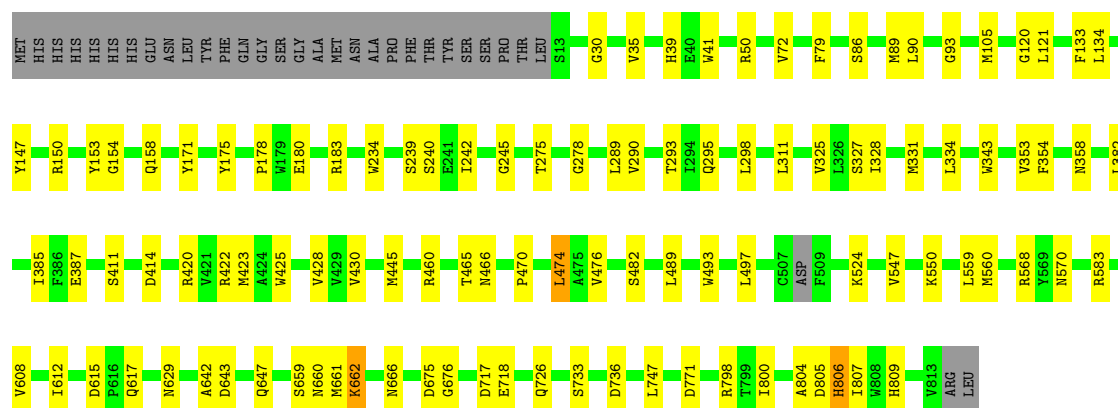 MET HIS HIS HIS HIS HIS HIS GLU ASN LEU TYR PHE GLN GLY SER GLY ALA MET ASN ALA PRO PHE THR TYR SER SER PRO THR LEU S13 G30 V35 H39 E40 W41 R50 V72 F79 S86 M89 L90 G93 M105 G120 L121 F133 L134
Y147 R150 Y153 G154 Q158 Y171 Y175 P178 W179 E180 R183 W234 S239 S240 E241 I242 G245 T275 G278 L289 V290 T293 I294 Q295 L298 L311 V325 L326 S327 I328 M331 L334 W343 V353 F354 N358 L382
I385 F386 E387 S411 D414 R420 V421 R422 M423 A424 W425 V428 V429 V430 M445 R460 T465 N466 P470 L474 A475 V476 S482 L489 W493 L497 C507 ASP F509 K524 V547 K550 L559 M560 R568 Y569 N570 R583
V608 I612 D615 P616 Q617 N629 A642 D643 Q647 S659 N660 M661 K662 N666 D675 G676 D717 E718 Q726 S733 D736 L747 D771 R798 T799 I800 A804 D805 H806 I807 W808 H809 V813 ARG LEU